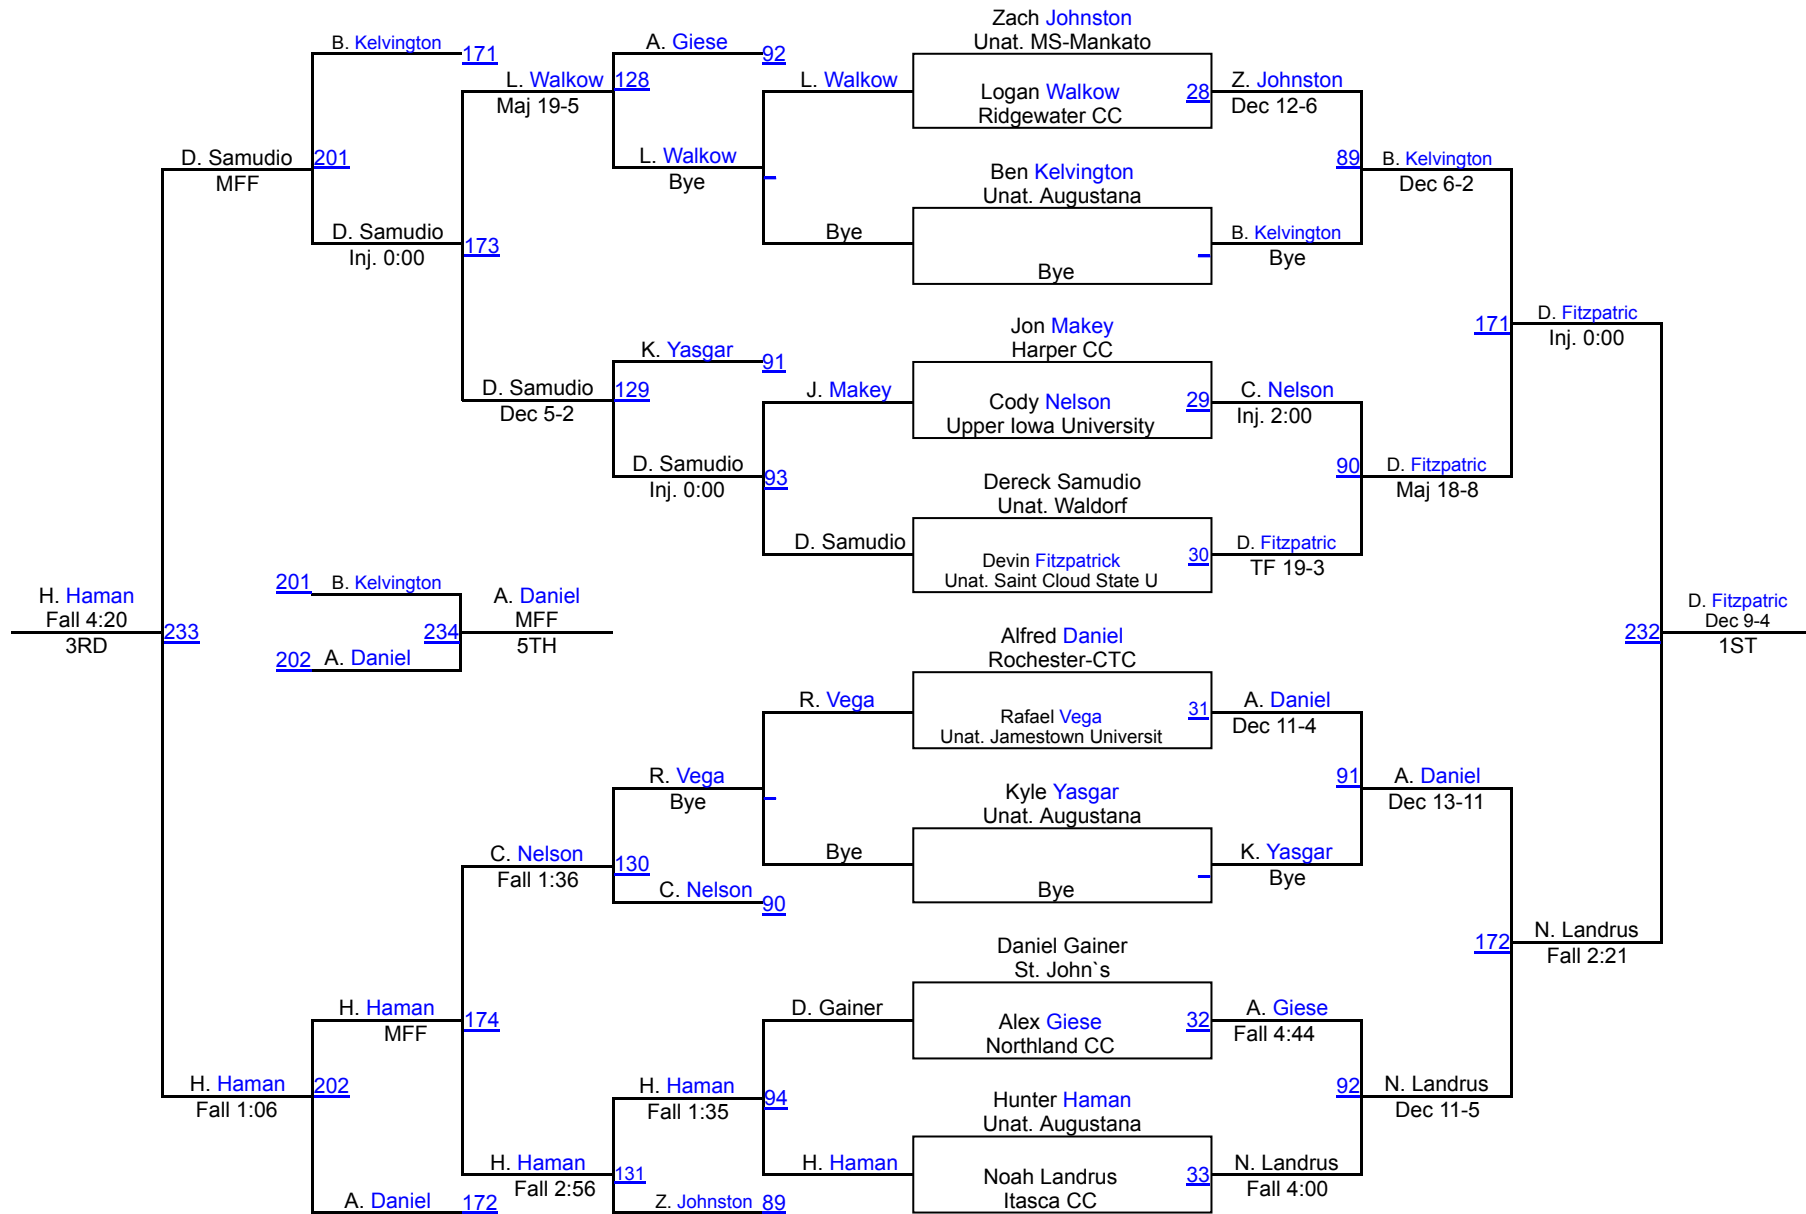 Zach Johnston
Unat. MS-Mankato
B. Kelvington
171
A. Giese
92
L. Walkow
128
Maj 19-5
L. Walkow
Logan Walkow
28
Ridgewater CC
Z. Johnston
Dec 12-6
D. Samudio
201
MFF
L. Walkow
Bye
Ben Kelvington
Unat. Augustana
89
B. Kelvington
Dec 6-2
D. Samudio
Inj. 0:00
173
Bye
Bye
B. Kelvington
Bye
Jon Makey
Harper CC
171
D. Fitzpatric
Inj. 0:00
K. Yasgar
91
D. Samudio
129
Dec 5-2
J. Makey
Cody Nelson
29
Upper Iowa University
C. Nelson
Inj. 2:00
D. Samudio
Inj. 0:00
93
Dereck Samudio
Unat. Waldorf
90
D. Fitzpatric
Maj 18-8
D. Samudio
Devin Fitzpatrick
30
Unat. Saint Cloud State U
D. Fitzpatric
TF 19-3
H. Haman
Fall 4:20
3RD
233
201
B. Kelvington
234
A. Daniel
MFF
5TH
202
A. Daniel
232
D. Fitzpatric
Dec 9-4
1ST
Alfred Daniel
Rochester-CTC
R. Vega
Rafael Vega
31
Unat. Jamestown Universit
A. Daniel
Dec 11-4
R. Vega
Bye
Kyle Yasgar
Unat. Augustana
91
A. Daniel
Dec 13-11
C. Nelson
Fall 1:36
130
C. Nelson
90
Bye
Bye
K. Yasgar
Bye
Daniel Gainer
St. John`s
172
N. Landrus
Fall 2:21
H. Haman
MFF
174
D. Gainer
Alex Giese
32
Northland CC
A. Giese
Fall 4:44
H. Haman
202
Fall 1:06
H. Haman
Fall 1:35
94
Hunter Haman
Unat. Augustana
92
N. Landrus
Dec 11-5
H. Haman
131
Fall 2:56
H. Haman
Noah Landrus
33
Itasca CC
N. Landrus
Fall 4:00
A. Daniel
172
Z. Johnston
89